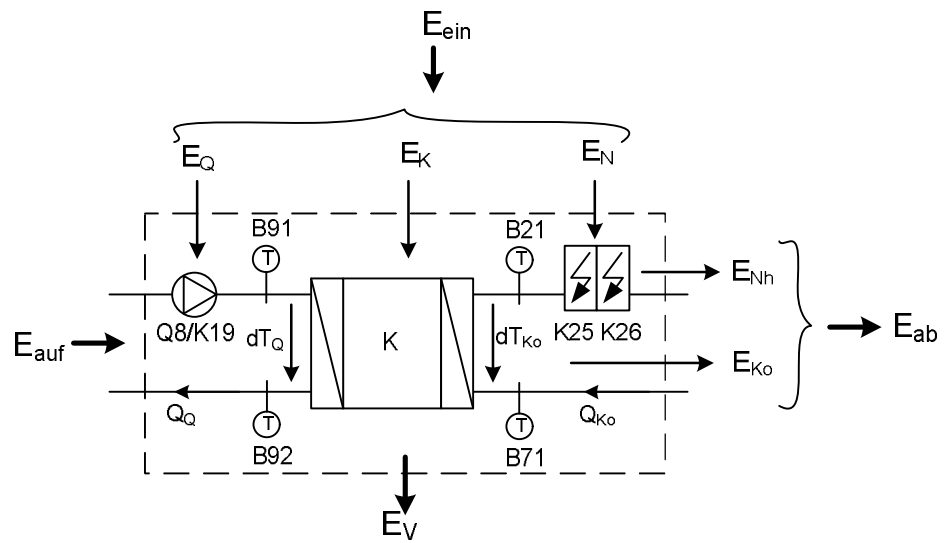 E_ein
E_Q E_K E_N
B91 B21
T T
E_Nh
Q8/K19 dT_Q K dT_Ko K25 K26
E_auf E_ab
E_Ko
Q_Q Q_Ko
T T
B92 B71
E_V